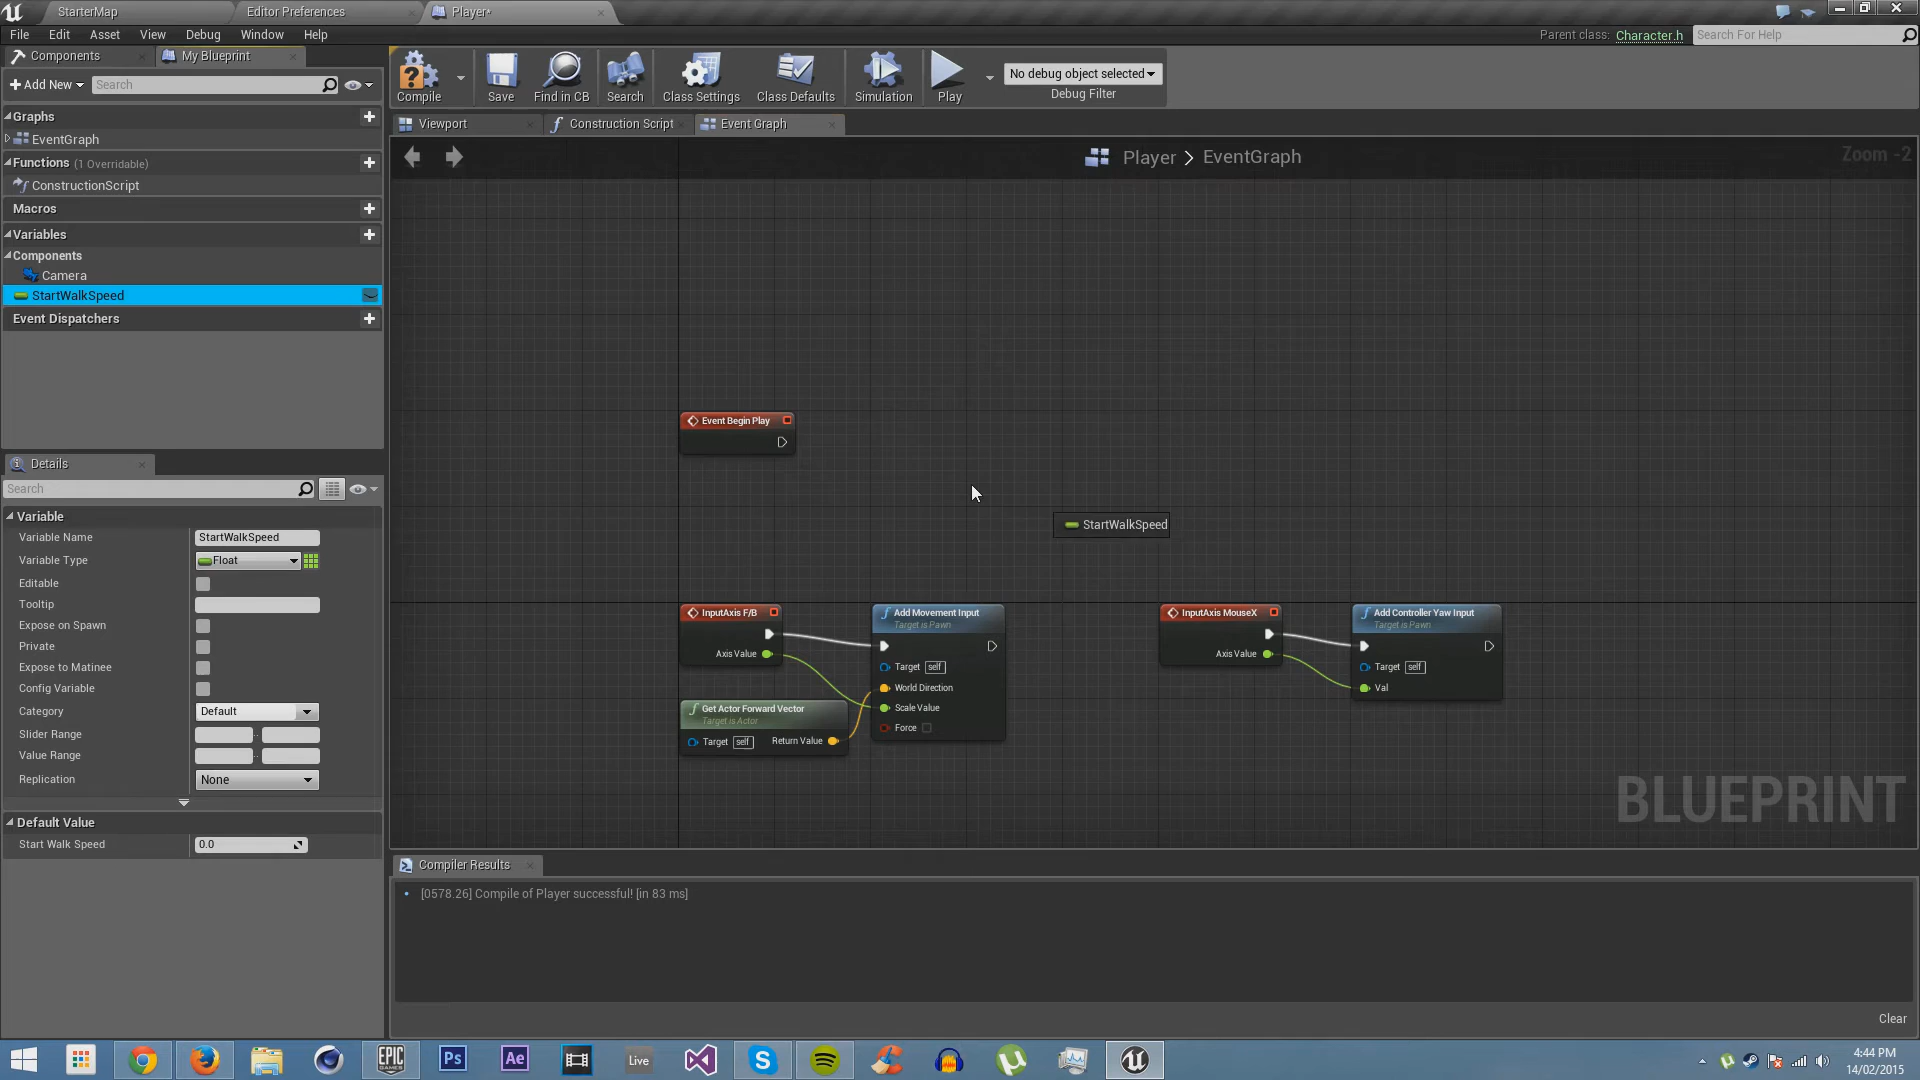 StarterMap
Editor Preferences
Player*
File Edit Asset View Debug Window Help
Parent class: Character.h
Search For Help
Components
My Blueprint
Add New
Search
Graphs
EventGraph
Functions (1 Overridable)
ConstructionScript
Macros
Variables
Components
Camera
StartWalkSpeed
Event Dispatchers
Compile
Save
Find in CB
Search
Class Settings
Class Defaults
Simulation
Play
No debug object selected
Debug Filter
Viewport
Construction Script
Event Graph
Player > EventGraph
Zoom -2
Event Begin Play
StartWalkSpeed
InputAxis F/B
Axis Value
Add Movement Input
Target is Pawn
Target self
World Direction
Scale Value
Force
Get Actor Forward Vector
Target is Actor
Target self Return Value
InputAxis MouseX
Axis Value
Add Controller Yaw Input
Target is Pawn
Target self
Val
BLUEPRINT
Details
Search
Variable
Variable Name StartWalkSpeed
Variable Type Float
Editable
Tooltip
Expose on Spawn
Private
Expose to Matinee
Config Variable
Category Default
Slider Range
Value Range
Replication None
Default Value
Start Walk Speed 0.0
Compiler Results
[0578.26] Compile of Player successful! [in 83 ms]
Clear
EPIC GAMES
Ps
Ae
Live
4:44 PM
14/02/2015